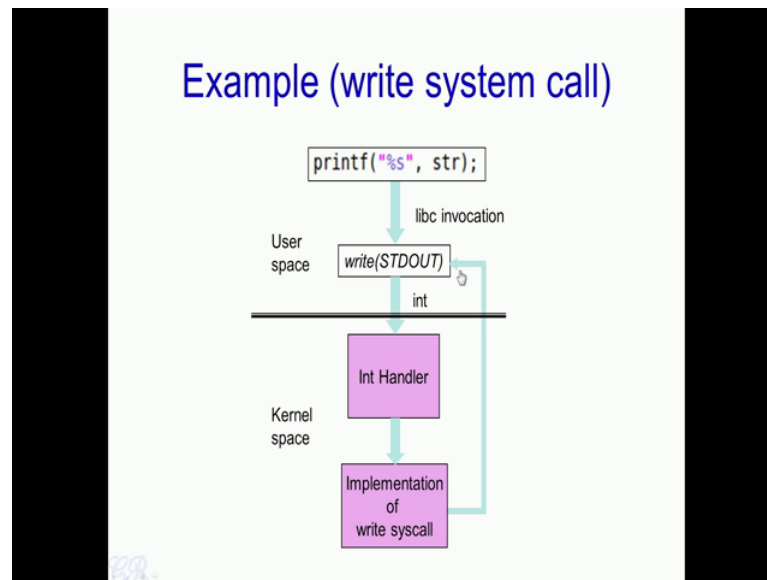 Example (write system call)
printf("%s", str);
libc invocation
User
space
write(STDOUT)
int
Int Handler
Kernel
space
Implementation
of
write syscall